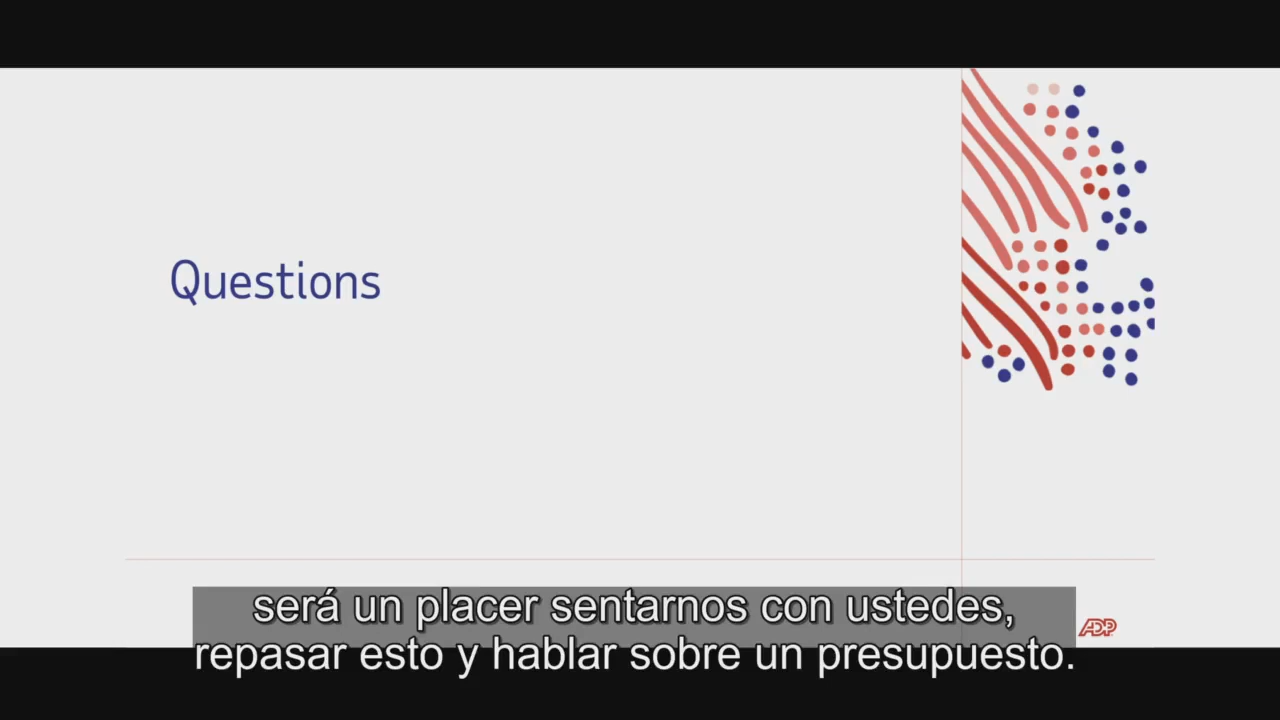 Questions
será un placer sentarnos con ustedes,
repasar esto y hablar sobre un presupuesto.
ADP